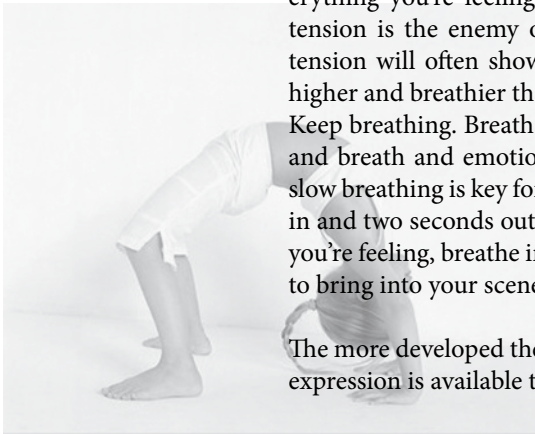 erything you're feeling
tension is the enemy o
tension will often show
higher and breathier th
Keep breathing. Breath
and breath and emotio
slow breathing is key fo
in and two seconds out
you're feeling, breathe in
to bring into your scene
The more developed the
expression is available t